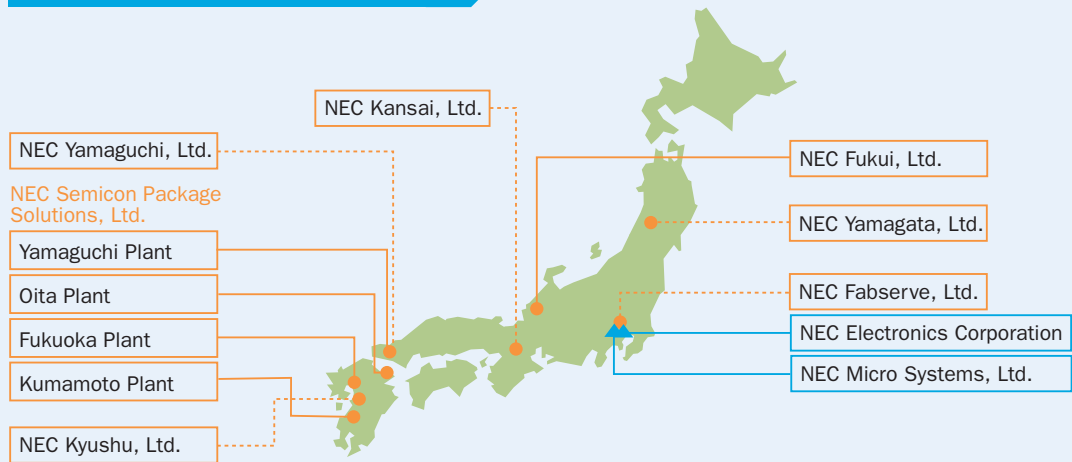 NEC Kansai, Ltd.
NEC Yamaguchi, Ltd.
NEC Semicon Package
Solutions, Ltd.
Yamaguchi Plant
Oita Plant
Fukuoka Plant
Kumamoto Plant
NEC Kyushu, Ltd.
NEC Fukui, Ltd.
NEC Yamagata, Ltd.
NEC Fabserve, Ltd.
NEC Electronics Corporation
NEC Micro Systems, Ltd.